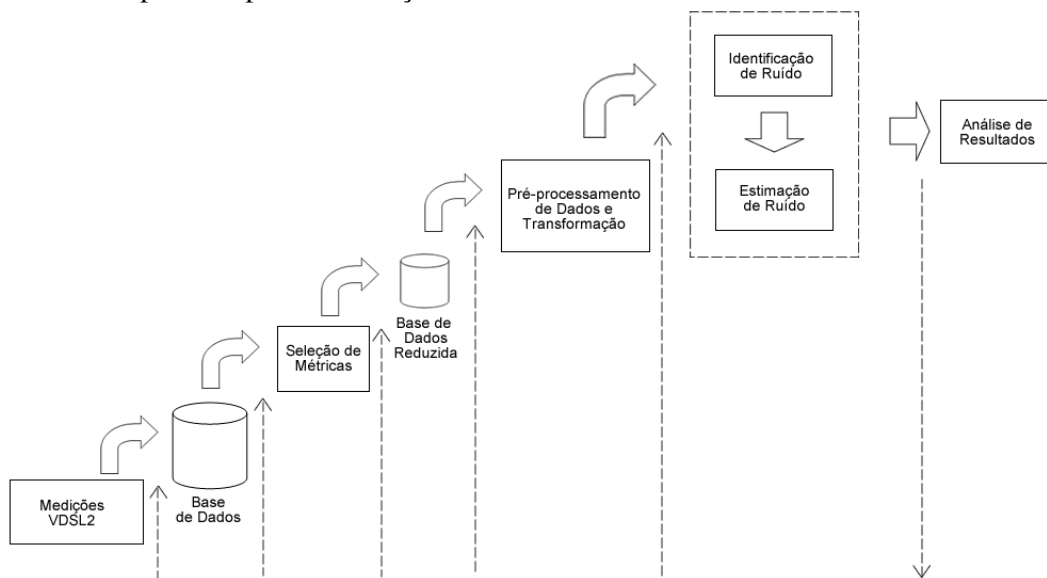 Identificação
de Ruído
Análise de
Resultados
Pré-processamento
de Dados e
Transformação
Estimação
de Ruído
Base de
Dados
Reduzida
Seleção de
Métricas
Medições
VDSL2
Base
de Dados